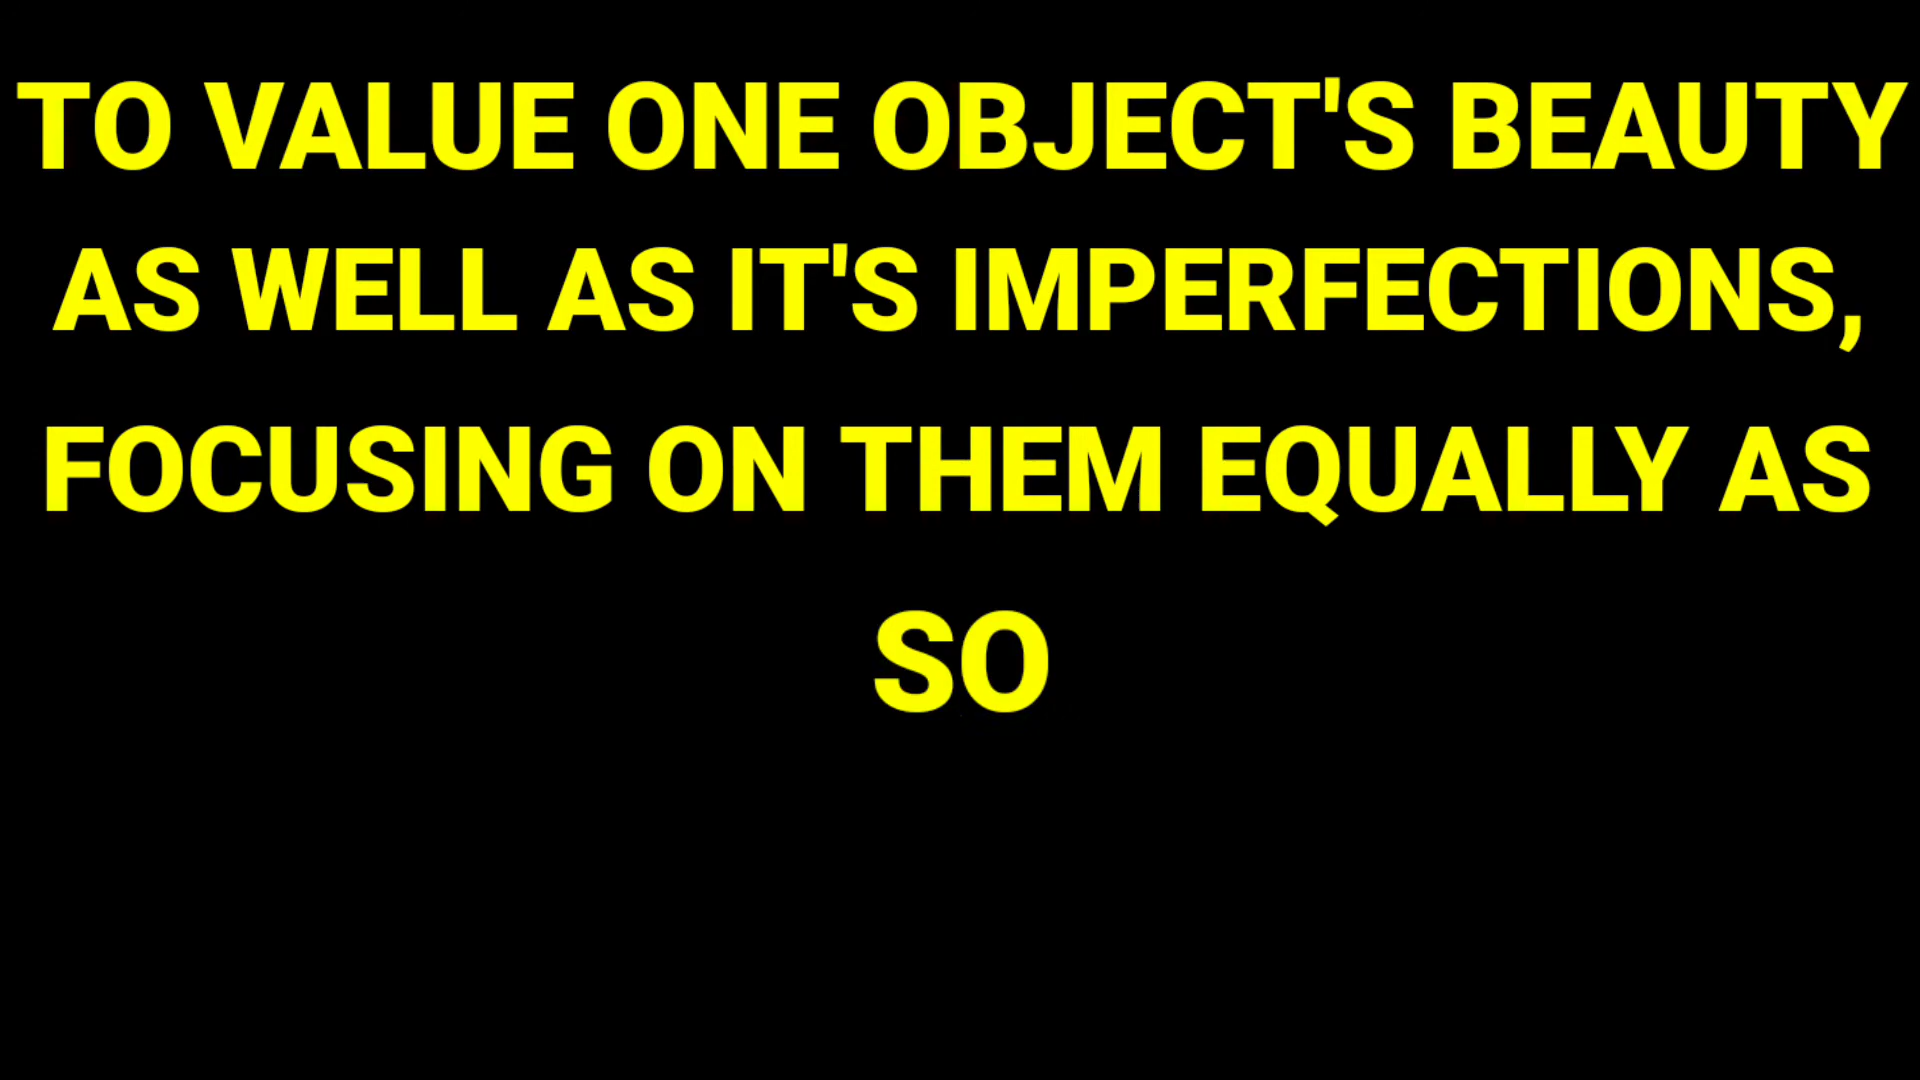 TO VALUE ONE OBJECT'S BEAUTY
AS WELL AS IT'S IMPERFECTIONS,
FOCUSING ON THEM EQUALLY AS
SO